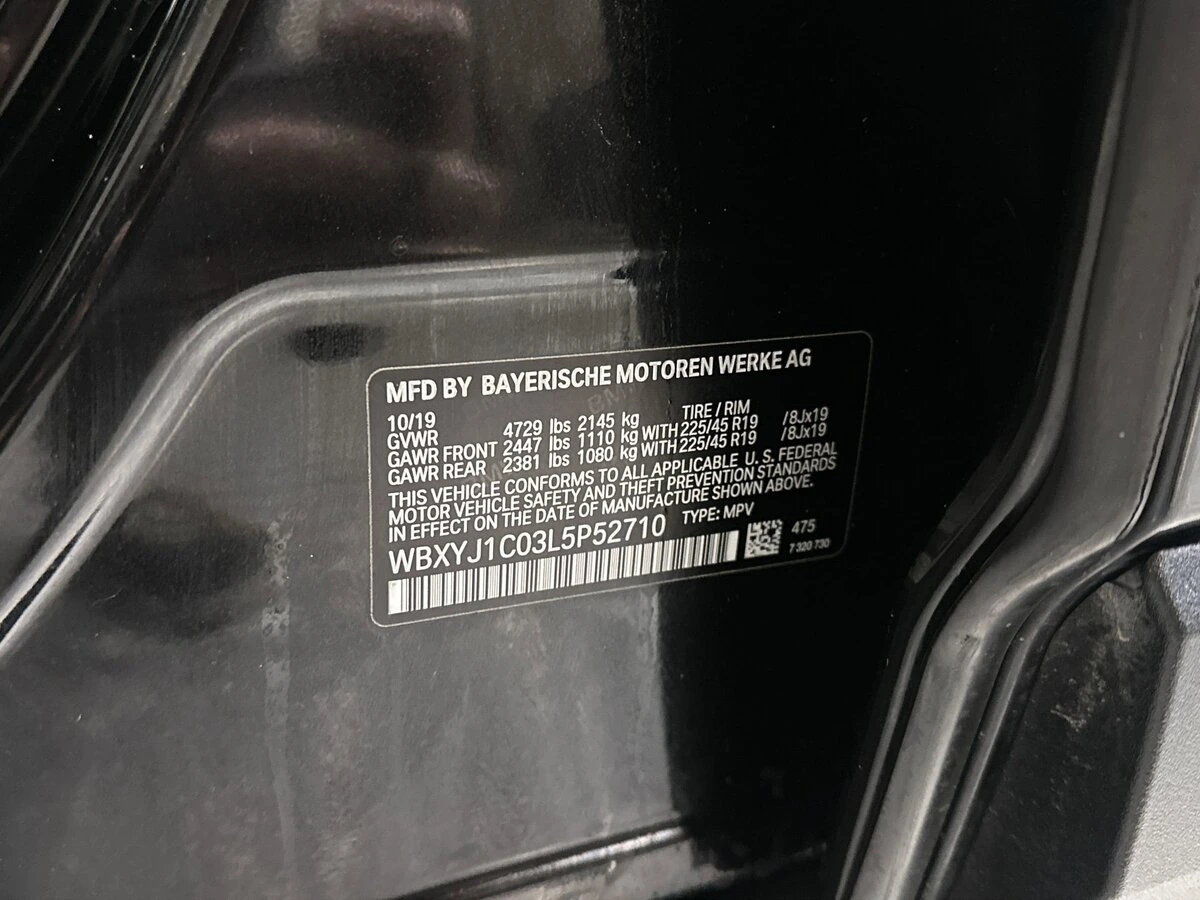 MFD BY BAYERISCHE MOTOREN WERKE AG
10/19 TIRE / RIM
GVWR 4729 lbs 2145 kg
GAWR FRONT 2447 lbs 1110 kg WITH 225/45 R19 /8Jx19
GAWR REAR 2381 lbs 1080 kg WITH 225/45 R19 /8Jx19
THIS VEHICLE CONFORMS TO ALL APPLICABLE U. S. FEDERAL
MOTOR VEHICLE SAFETY AND THEFT PREVENTION STANDARDS
IN EFFECT ON THE DATE OF MANUFACTURE SHOWN ABOVE.
WBXYJ1C03L5P52710 TYPE: MPV
475
7 320 730